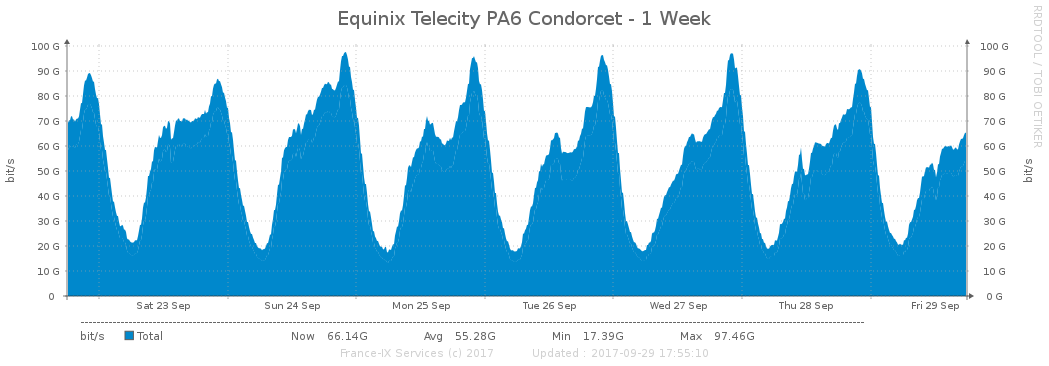 Equinix Telecity PA6 Condorcet - 1 Week
RRDTOOL / TOBI OETIKER
bit/s
100 G
90 G
80 G
70 G
60 G
50 G
40 G
30 G
20 G
10 G
0
100 G
90 G
80 G
70 G
60 G
50 G
40 G
30 G
20 G
10 G
0 G
bit/s
Sat 23 Sep Sun 24 Sep Mon 25 Sep Tue 26 Sep Wed 27 Sep Thu 28 Sep Fri 29 Sep
bit/s Total Now 66.14G Avg 55.28G Min 17.39G Max 97.46G
France-IX Services (c) 2017 Updated : 2017-09-29 17:55:10